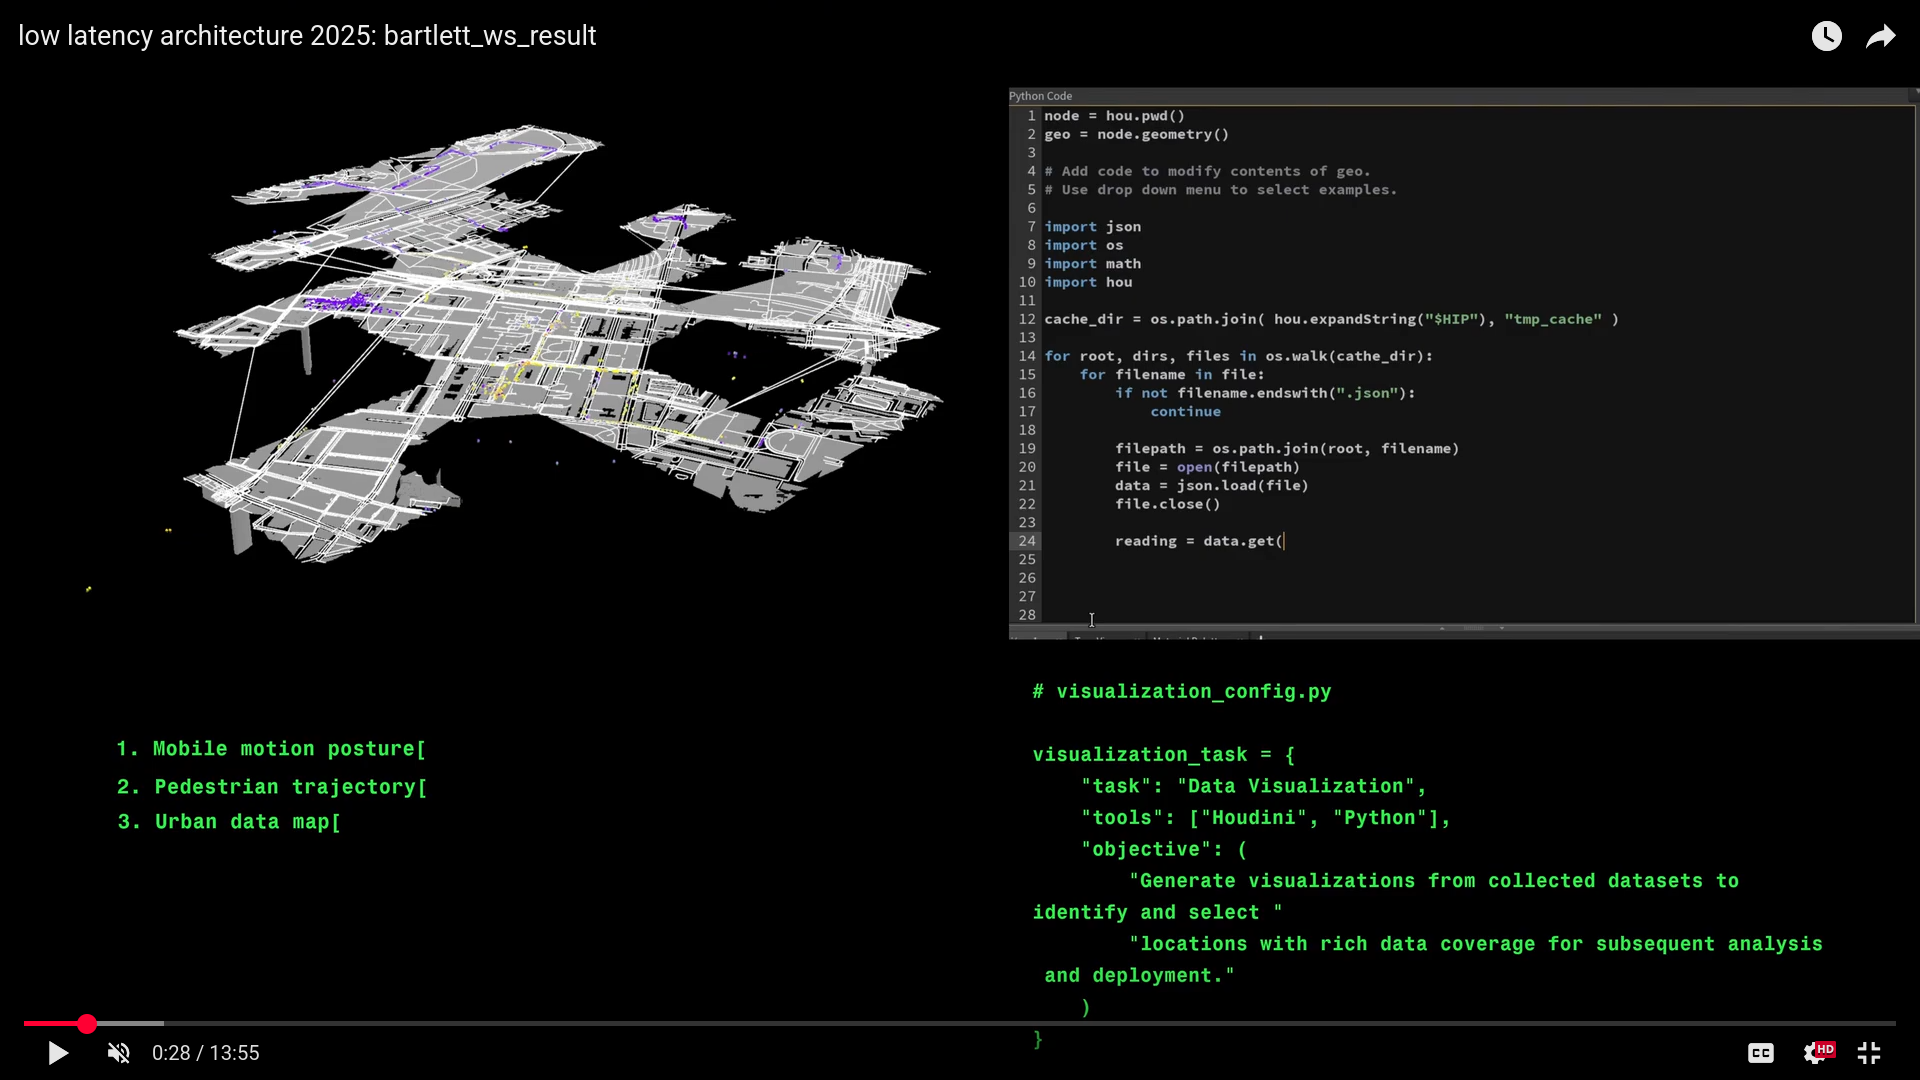 low latency architecture 2025: bartlett_ws_result
Python Code
1 node = hou.pwd()
2 geo = node.geometry()
3
4 # Add code to modify contents of geo.
5 # Use drop down menu to select examples.
6
7 import json
8 import os
9 import math
10 import hou
11
12 cache_dir = os.path.join( hou.expandString("$HIP"), "tmp_cache" )
13
14 for root, dirs, files in os.walk(cathe_dir):
15 for filename in file:
16 if not filename.endswith(".json"):
17 continue
18
19 filepath = os.path.join(root, filename)
20 file = open(filepath)
21 data = json.load(file)
22 file.close()
23
24 reading = data.get(
25
26
27
28
1. Mobile motion posture[
2. Pedestrian trajectory[
3. Urban data map[
# visualization_config.py
visualization_task = {
"task": "Data Visualization",
"tools": ["Houdini", "Python"],
"objective": (
"Generate visualizations from collected datasets to
identify and select "
"locations with rich data coverage for subsequent analysis
and deployment."
)
}
0:28 / 13:55
CC
HD